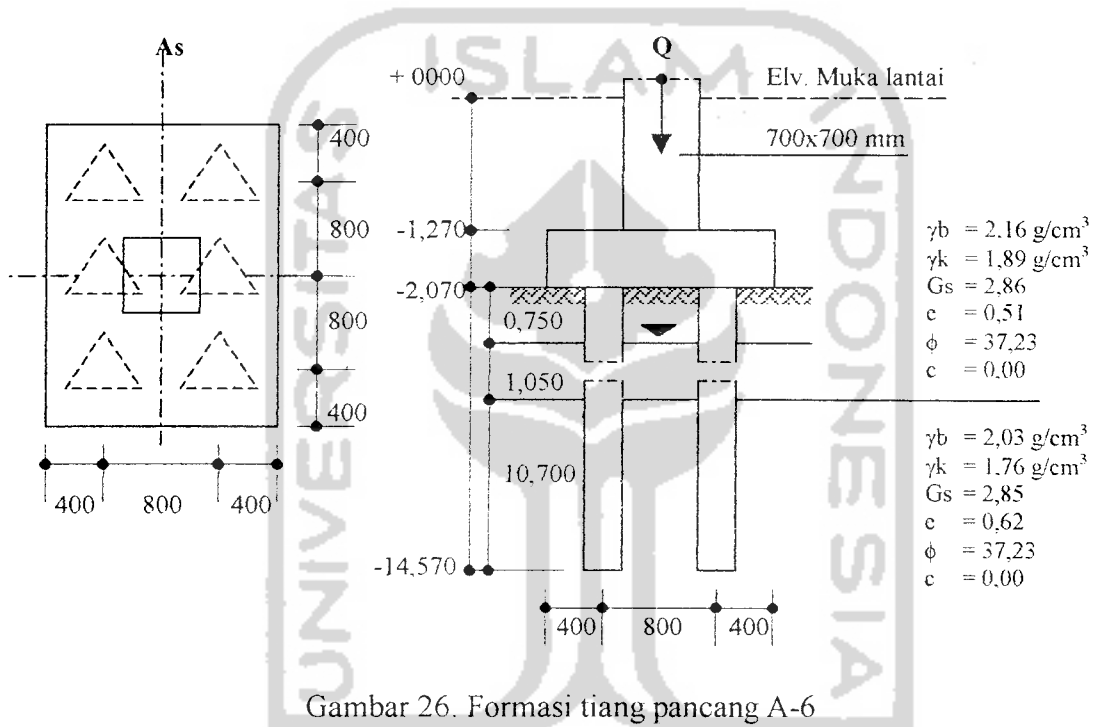 As
Q
+ 0000
Elv. Muka lantai
700x700 mm
400
800
800
400
400
800
400
-1,270
-2,070
0,750
1,050
10,700
-14,570
400
800
400
γb = 2,16 g/cm³
γk = 1,89 g/cm³
Gs = 2,86
e = 0,51
ϕ = 37,23
c = 0,00
γb = 2,03 g/cm³
γk = 1,76 g/cm³
Gs = 2,85
e = 0,62
ϕ = 37,23
c = 0,00
UNIVERSITAS
ISLAM
INDONESIA
Gambar 26. Formasi tiang pancang A-6